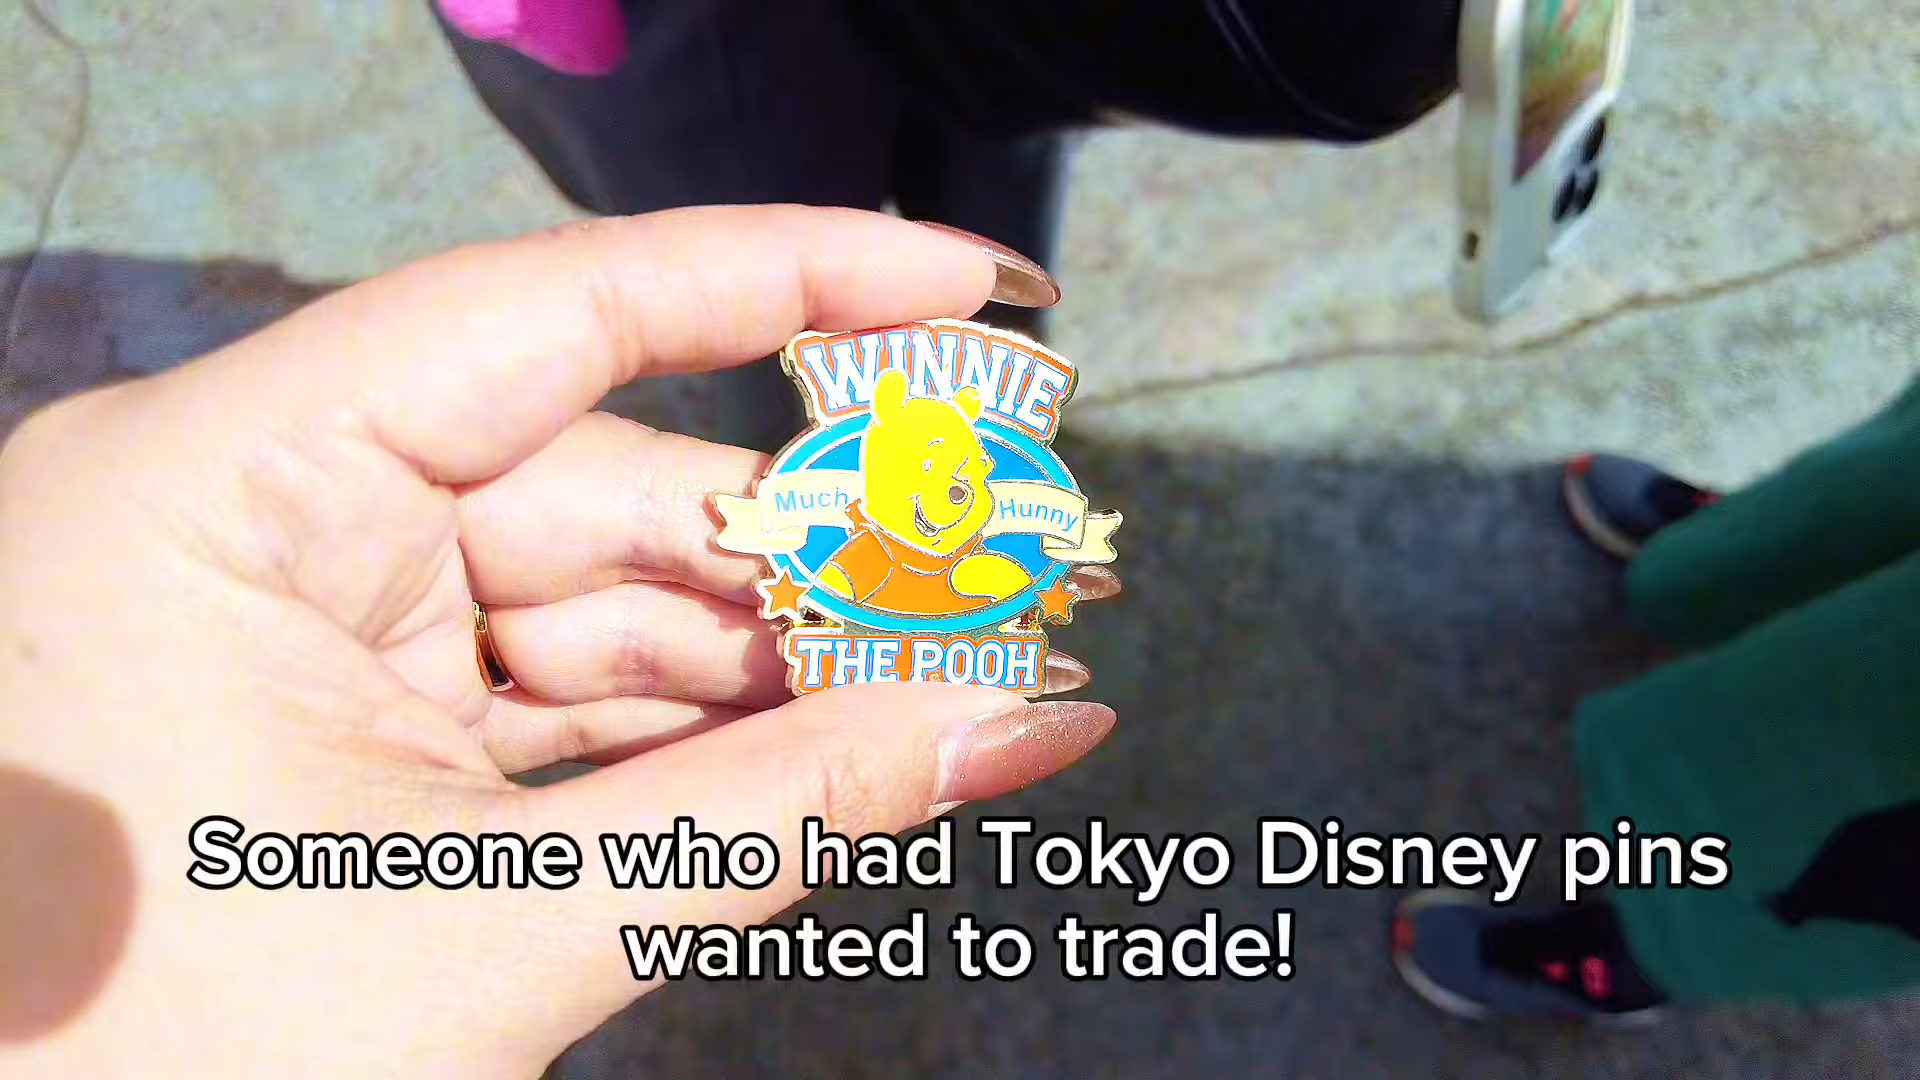 WINNIE
Much Hunny
THE POOH
Someone who had Tokyo Disney pins
wanted to trade!